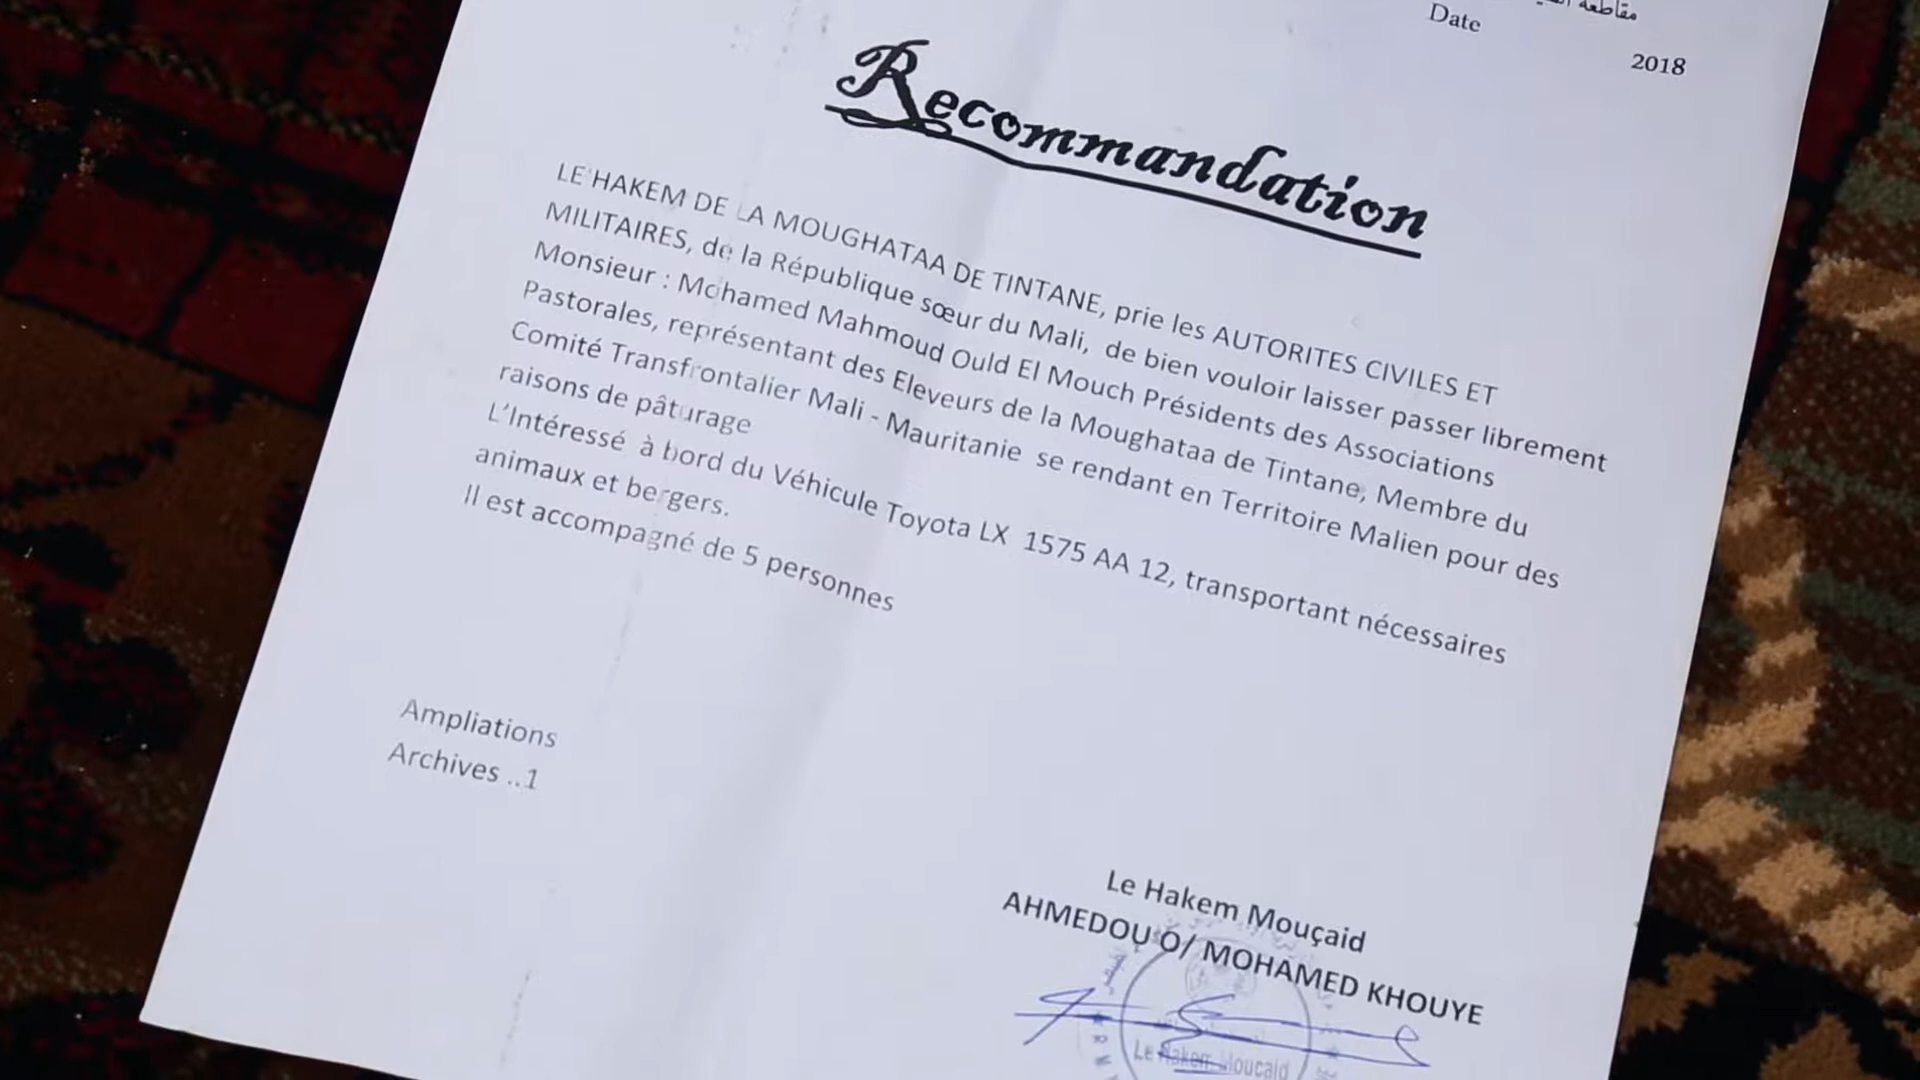 مقاطعة
Date
2018
Recommandation
LE HAKEM DE LA MOUGHATAA DE TINTANE, prie les AUTORITES CIVILES ET
MILITAIRES, de la République sœur du Mali, de bien vouloir laisser passer librement
Monsieur : Mohamed Mahmoud Ould El Mouch Présidents des Associations
Pastorales, représentant des Eleveurs de la Moughataa de Tintane, Membre du
Comité Transfrontalier Mali - Mauritanie se rendant en Territoire Malien pour des
raisons de pâturage
L'Intéressé à bord du Véhicule Toyota LX 1575 AA 12, transportant nécessaires
animaux et bergers.
Il est accompagné de 5 personnes
Ampliations
Archives ..1
Le Hakem Mouçaid
AHMEDOU O/ MOHAMED KHOUYE
Le Hakem Mouçaid